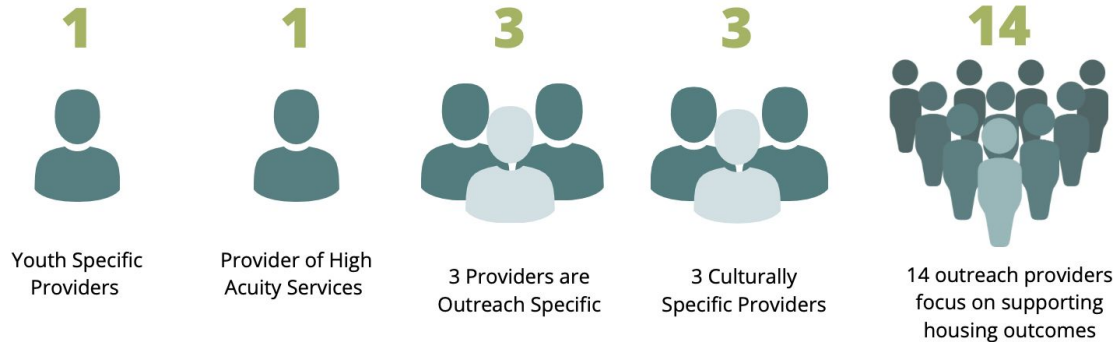 1
Youth Specific
Providers
1
Provider of High
Acuity Services
3
3 Providers are
Outreach Specific
3
3 Culturally
Specific Providers
14
14 outreach providers
focus on supporting
housing outcomes